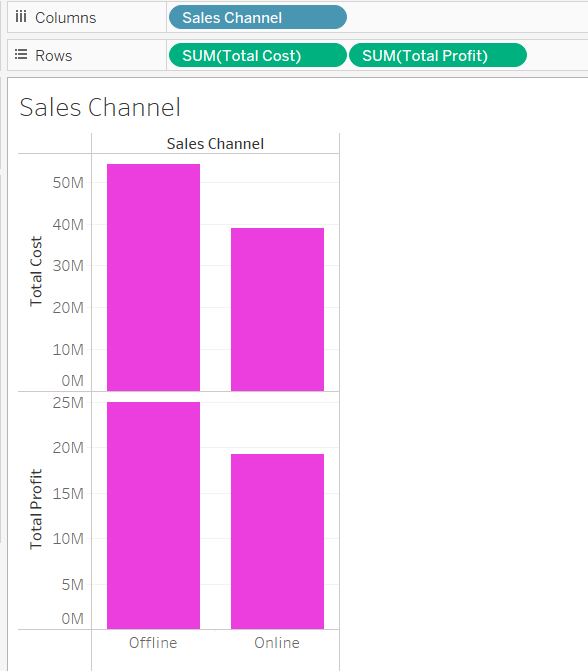 Columns
Sales Channel
Rows
SUM(Total Cost)
SUM(Total Profit)
Sales Channel
Sales Channel
Total Cost
50M
40M
30M
20M
10M
0M
Total Profit
25M
20M
15M
10M
5M
0M
Offline
Online